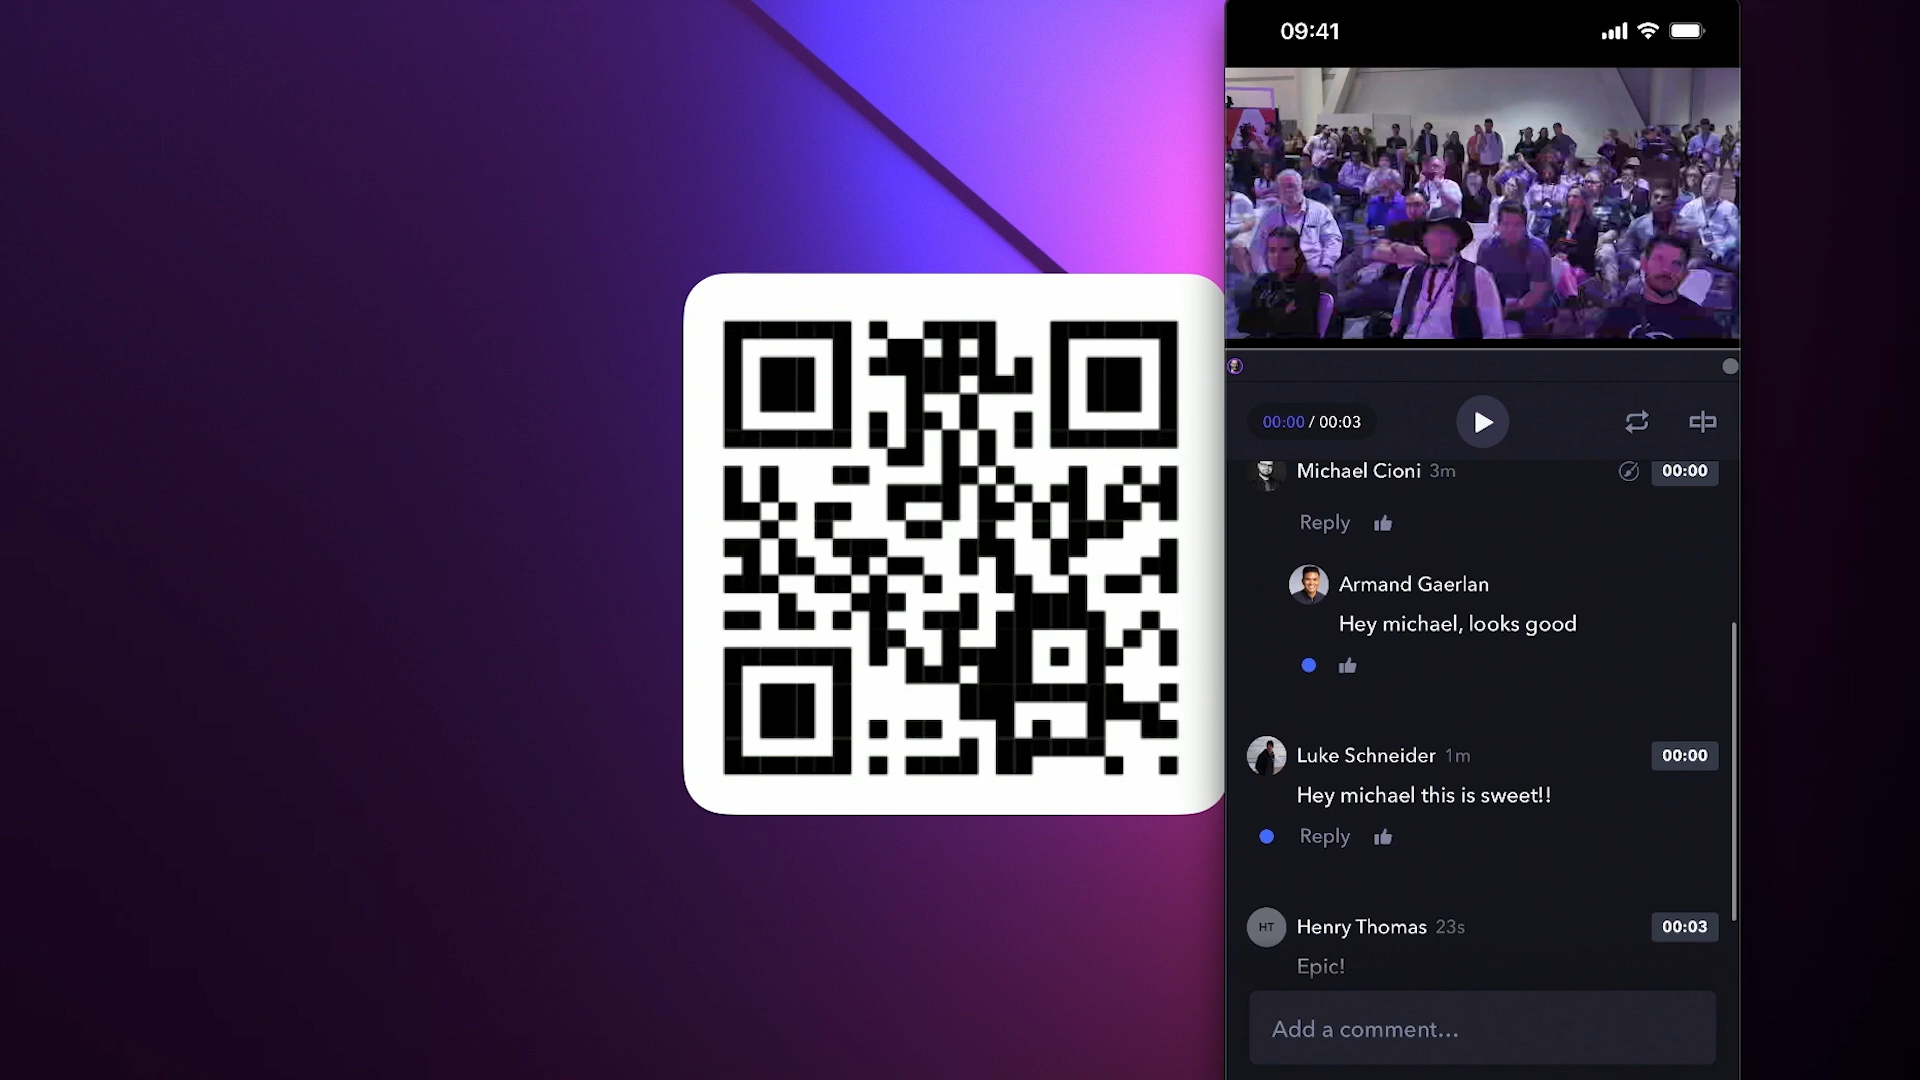 09:41
00:00 / 00:03
Michael Cioni 3m 00:00
Reply
Armand Gaerlan
Hey michael, looks good
Luke Schneider 1m 00:00
Hey michael this is sweet!!
Reply
HT Henry Thomas 23s 00:03
Epic!
Add a comment...